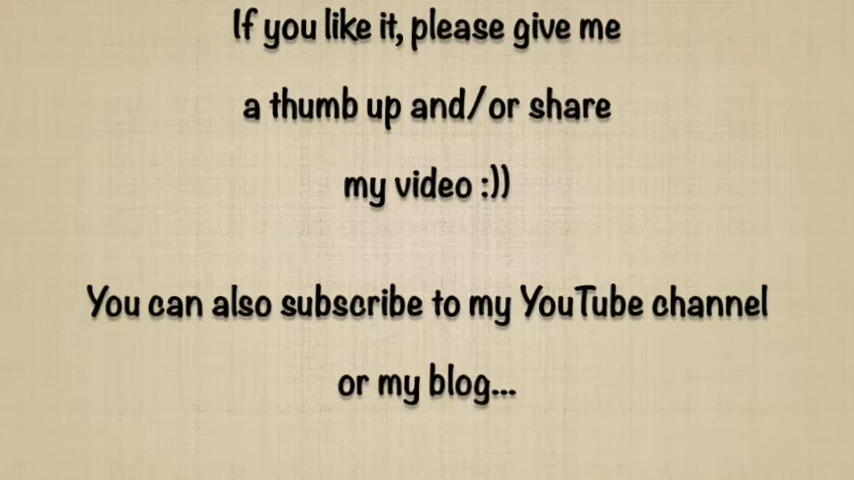 If you like it, please give me
a thumb up and/or share
my video :))
You can also subscribe to my YouTube channel
or my blog...